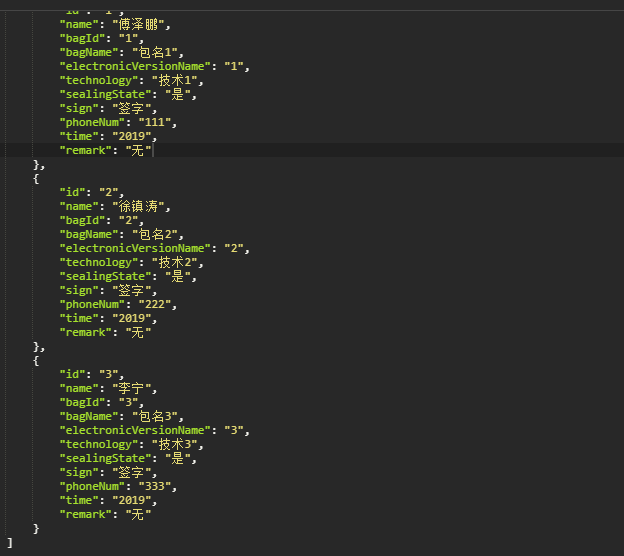 "id": "1",
"name": "傅泽鹏",
"bagId": "1",
"bagName": "包名1",
"electronicVersionName": "1",
"technology": "技术1",
"sealingState": "是",
"sign": "签字",
"phoneNum": "111",
"time": "2019",
"remark": "无"
},
{
"id": "2",
"name": "徐镇涛",
"bagId": "2",
"bagName": "包名2",
"electronicVersionName": "2",
"technology": "技术2",
"sealingState": "是",
"sign": "签字",
"phoneNum": "222",
"time": "2019",
"remark": "无"
},
{
"id": "3",
"name": "李宁",
"bagId": "3",
"bagName": "包名3",
"electronicVersionName": "3",
"technology": "技术3",
"sealingState": "是",
"sign": "签字",
"phoneNum": "333",
"time": "2019",
"remark": "无"
}
]